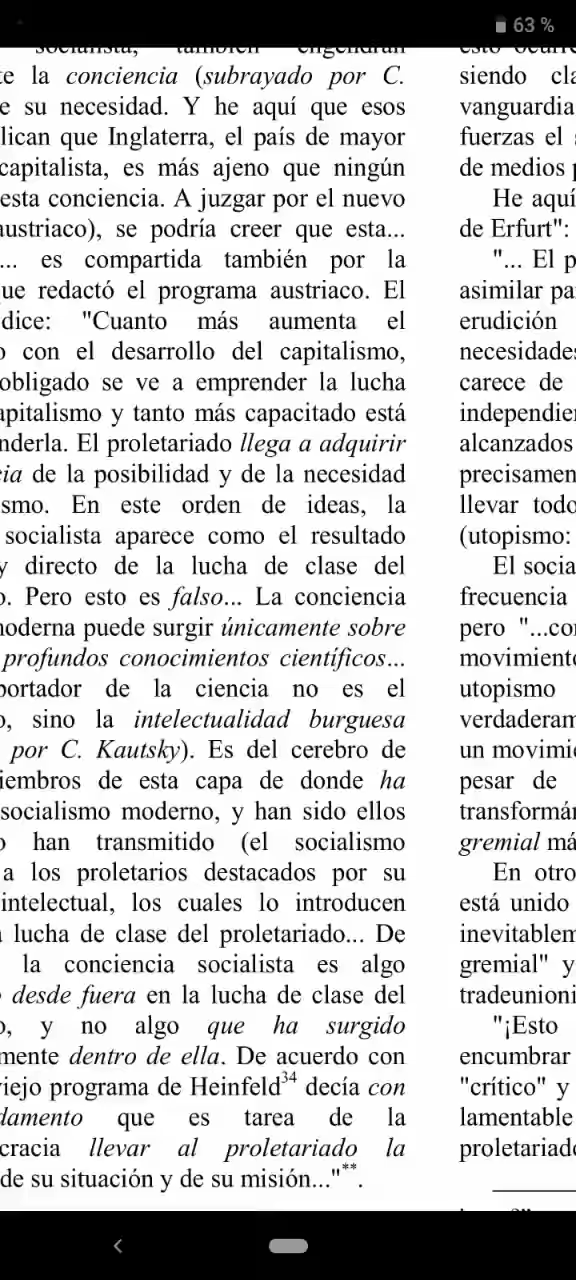 63 %
te la conciencia (subrayado por C.
e su necesidad. Y he aquí que esos
lican que Inglaterra, el país de mayor
capitalista, es más ajeno que ningún
esta conciencia. A juzgar por el nuevo
austriaco), se podría creer que esta...
... es compartida también por la
ue redactó el programa austriaco. El
dice: "Cuanto más aumenta el
o con el desarrollo del capitalismo,
obligado se ve a emprender la lucha
apitalismo y tanto más capacitado está
nderla. El proletariado llega a adquirir
cia de la posibilidad y de la necesidad
smo. En este orden de ideas, la
socialista aparece como el resultado
y directo de la lucha de clase del
o. Pero esto es falso... La conciencia
moderna puede surgir únicamente sobre
profundos conocimientos científicos...
portador de la ciencia no es el
o, sino la intelectualidad burguesa
por C. Kautsky). Es del cerebro de
iembros de esta capa de donde ha
socialismo moderno, y han sido ellos
o han transmitido (el socialismo
a los proletarios destacados por su
intelectual, los cuales lo introducen
a lucha de clase del proletariado... De
la conciencia socialista es algo
desde fuera en la lucha de clase del
o, y no algo que ha surgido
mente dentro de ella. De acuerdo con
viejo programa de Heinfeld34 decía con
damento que es tarea de la
cracia llevar al proletariado la
de su situación y de su misión..."**.
siendo cla
vanguardia
fuerzas el
de medios p
He aquí
de Erfurt":
"... El p
asimilar pa
erudición
necesidades
carece de
independien
alcanzados
precisamen
llevar todo
(utopismo:
El socia
frecuencia
pero "...con
movimiento
utopismo
verdaderam
un movimie
pesar de
transformán
gremial má
En otro
está unido
inevitablem
gremial" y
tradeunioni
"¡Esto
encumbrar
"crítico" y
lamentable
proletariado